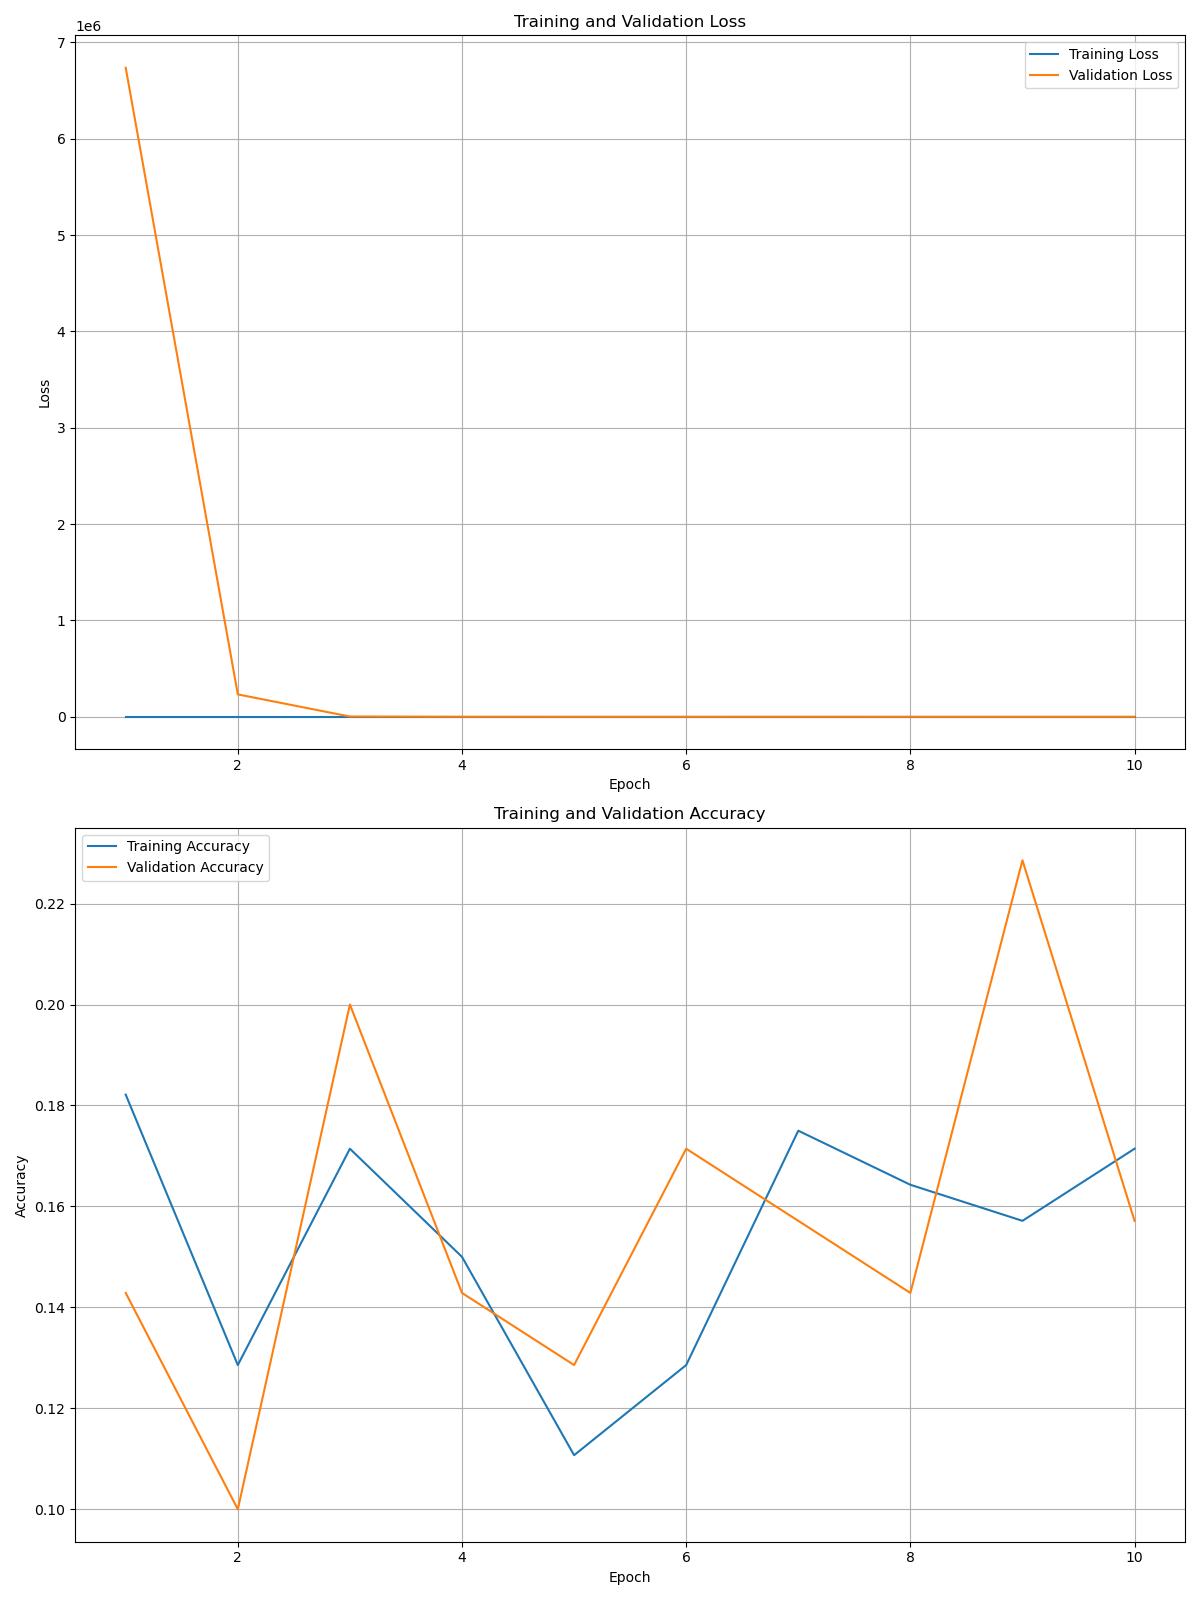 Training and Validation Loss
1e6
7
6
5
4
3
2
1
0
Loss
Training Loss
Validation Loss
2 4 6 8 10
Epoch
Training and Validation Accuracy
Training Accuracy
Validation Accuracy
0.22
0.20
0.18
0.16
0.14
0.12
0.10
Accuracy
2 4 6 8 10
Epoch